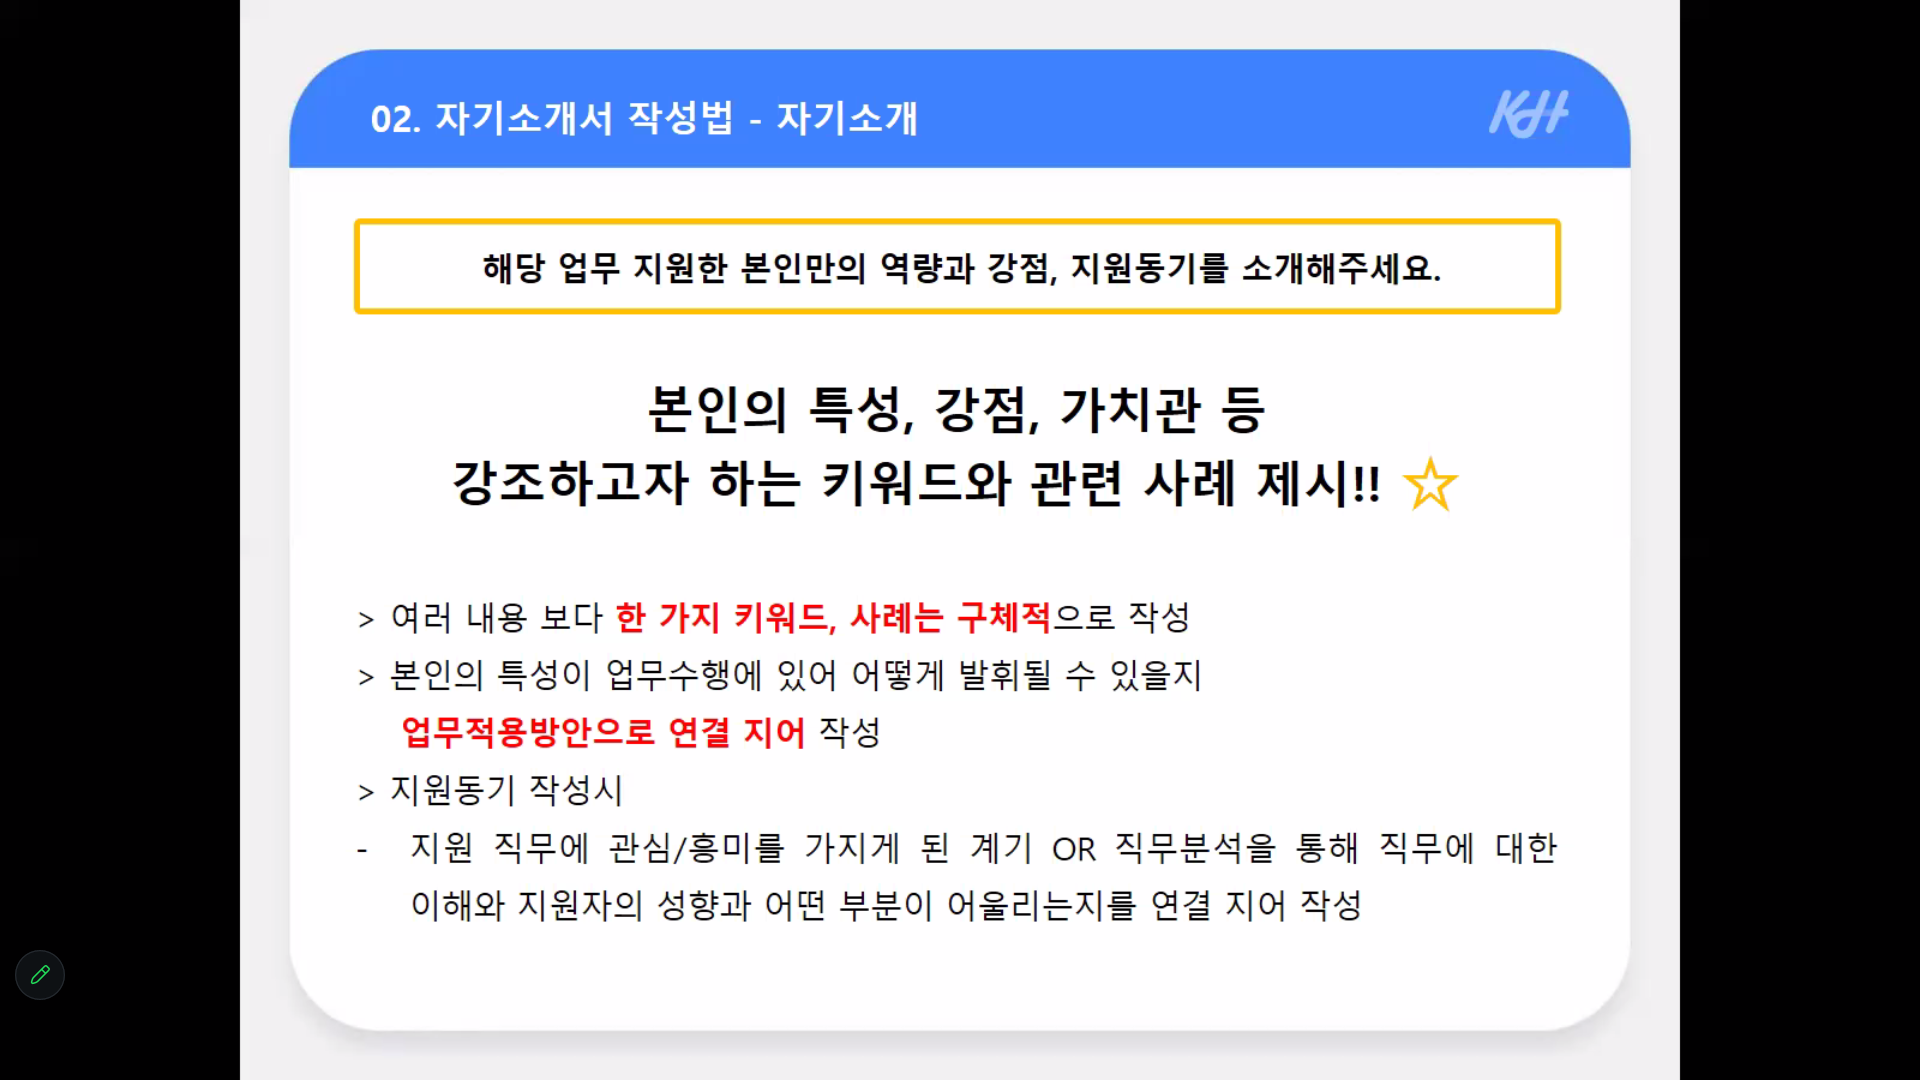 02. 자기소개서 작성법 - 자기소개
KH
해당 업무 지원한 본인만의 역량과 강점, 지원동기를 소개해주세요.
본인의 특성, 강점, 가치관 등
강조하고자 하는 키워드와 관련 사례 제시!! ☆
> 여러 내용 보다 한 가지 키워드, 사례는 구체적으로 작성
> 본인의 특성이 업무수행에 있어 어떻게 발휘될 수 있을지
업무적용방안으로 연결 지어 작성
> 지원동기 작성시
- 지원 직무에 관심/흥미를 가지게 된 계기 OR 직무분석을 통해 직무에 대한
이해와 지원자의 성향과 어떤 부분이 어울리는지를 연결 지어 작성